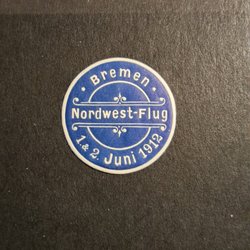 Bremen
Nordwest-Flug
1. & 2. Juni 1912